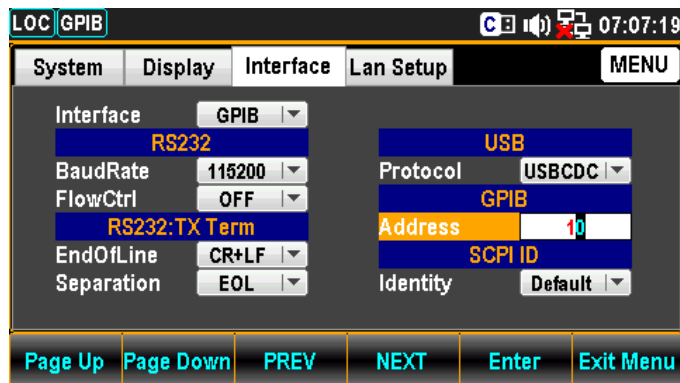 LOC GPIB C 07:07:19
System Display Interface Lan Setup MENU
Interface GPIB
RS232 USB
BaudRate 115200 Protocol USBCDC
FlowCtrl OFF GPIB
RS232:TX Term Address 10
EndOfLine CR+LF SCPI ID
Separation EOL Identity Default
Page Up Page Down PREV NEXT Enter Exit Menu